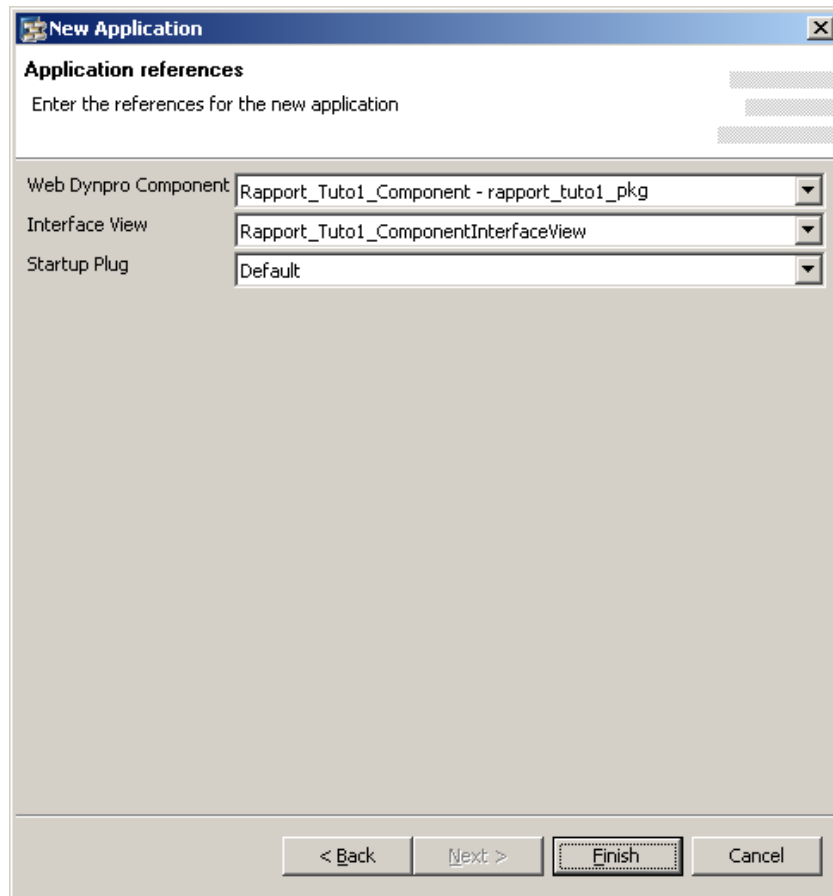 New Application
Application references
Enter the references for the new application
Web Dynpro Component Rapport_Tuto1_Component - rapport_tuto1_pkg
Interface View Rapport_Tuto1_ComponentInterfaceView
Startup Plug Default
< Back Next > Finish Cancel